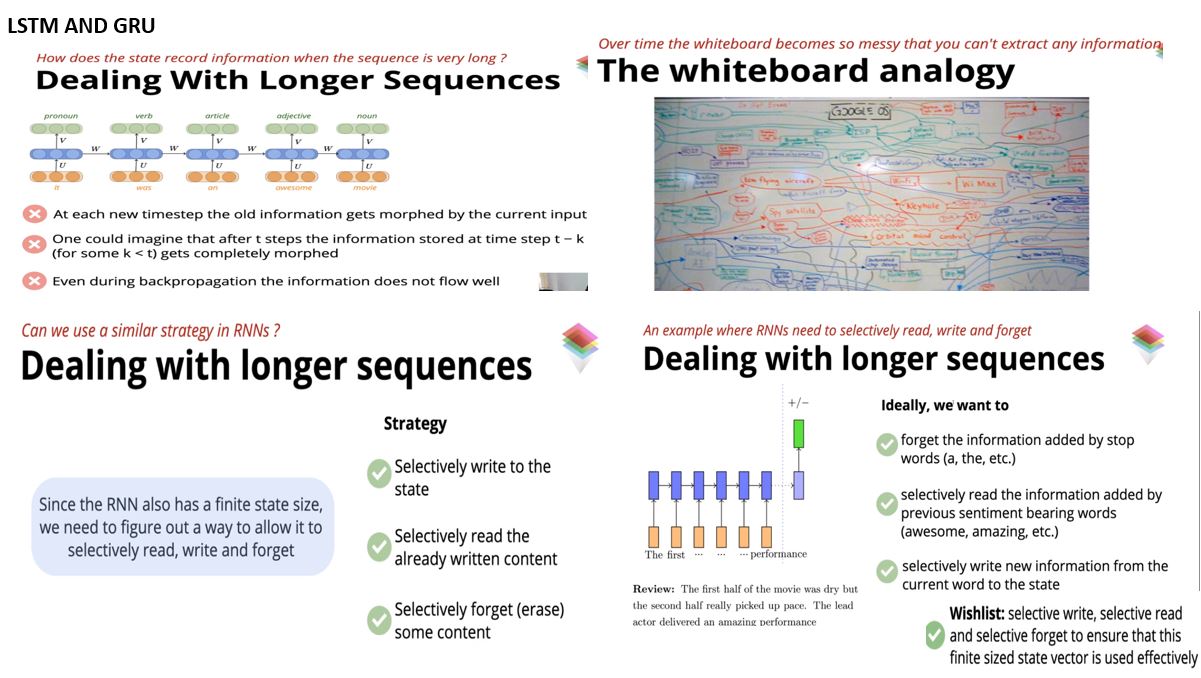 LSTM AND GRU
How does the state record information when the sequence is very long ?
Dealing With Longer Sequences
pronoun verb article adjective noun
V V V V V
W W W W
U U U U U
it was an awesome movie
At each new timestep the old information gets morphed by the current input
One could imagine that after t steps the information stored at time step t − k
(for some k < t) gets completely morphed
Even during backpropagation the information does not flow well
Over time the whiteboard becomes so messy that you can't extract any information
The whiteboard analogy
GOOGLE OS
Spy satellite
Wi Max
Keyhole
orbital mind control
Can we use a similar strategy in RNNs ?
Dealing with longer sequences
Since the RNN also has a finite state size,
we need to figure out a way to allow it to
selectively read, write and forget
Strategy
Selectively write to the
state
Selectively read the
already written content
Selectively forget (erase)
some content
An example where RNNs need to selectively read, write and forget
Dealing with longer sequences
+/−
The first ... ... ... performance
Review: The first half of the movie was dry but
the second half really picked up pace. The lead
actor delivered an amazing performance
Ideally, we want to
forget the information added by stop
words (a, the, etc.)
selectively read the information added by
previous sentiment bearing words
(awesome, amazing, etc.)
selectively write new information from the
current word to the state
Wishlist: selective write, selective read
and selective forget to ensure that this
finite sized state vector is used effectively